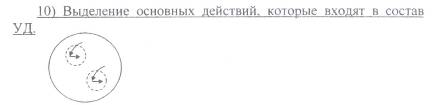 10) Выделение основных действий, которые входят в состав
УД.